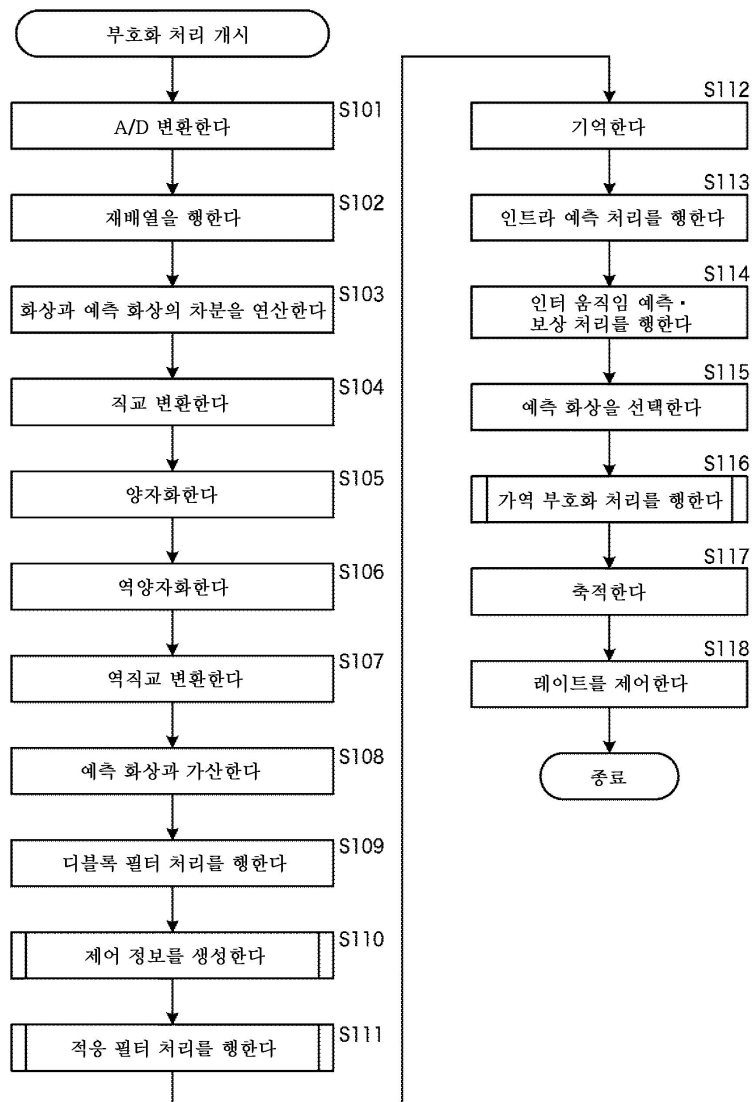 부호화 처리 개시
S101
A/D 변환한다
S102
재배열을 행한다
S103
화상과 예측 화상의 차분을 연산한다
S104
직교 변환한다
S105
양자화한다
S106
역양자화한다
S107
역직교 변환한다
S108
예측 화상과 가산한다
S109
디블록 필터 처리를 행한다
S110
제어 정보를 생성한다
S111
적응 필터 처리를 행한다
S112
기억한다
S113
인트라 예측 처리를 행한다
S114
인터 움직임 예측·
보상 처리를 행한다
S115
예측 화상을 선택한다
S116
가역 부호화 처리를 행한다
S117
축적한다
S118
레이트를 제어한다
종료